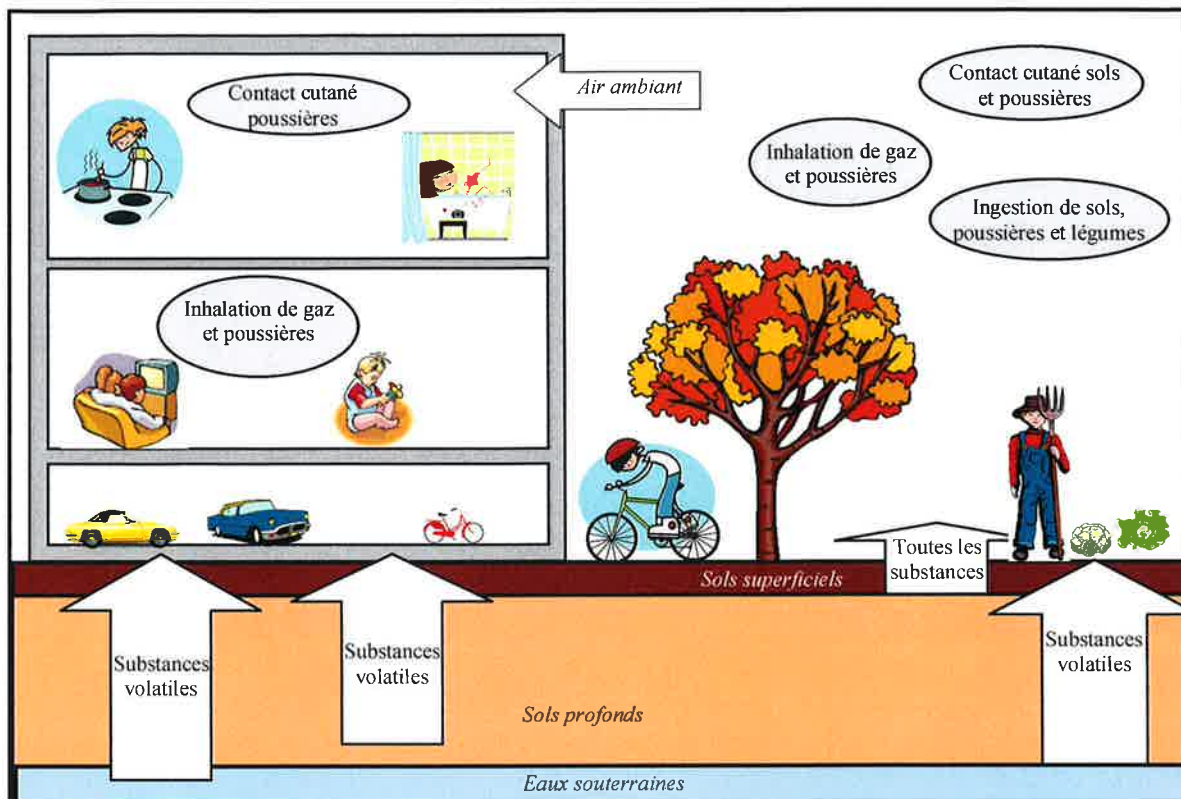 Contact cutané
poussières
Air ambiant
Contact cutané sols
et poussières
Inhalation de gaz
et poussières
Ingestion de sols,
poussières et légumes
Inhalation de gaz
et poussières
Toutes les
substances
Sols superficiels
Substances
volatiles
Substances
volatiles
Substances
volatiles
Sols profonds
Eaux souterraines